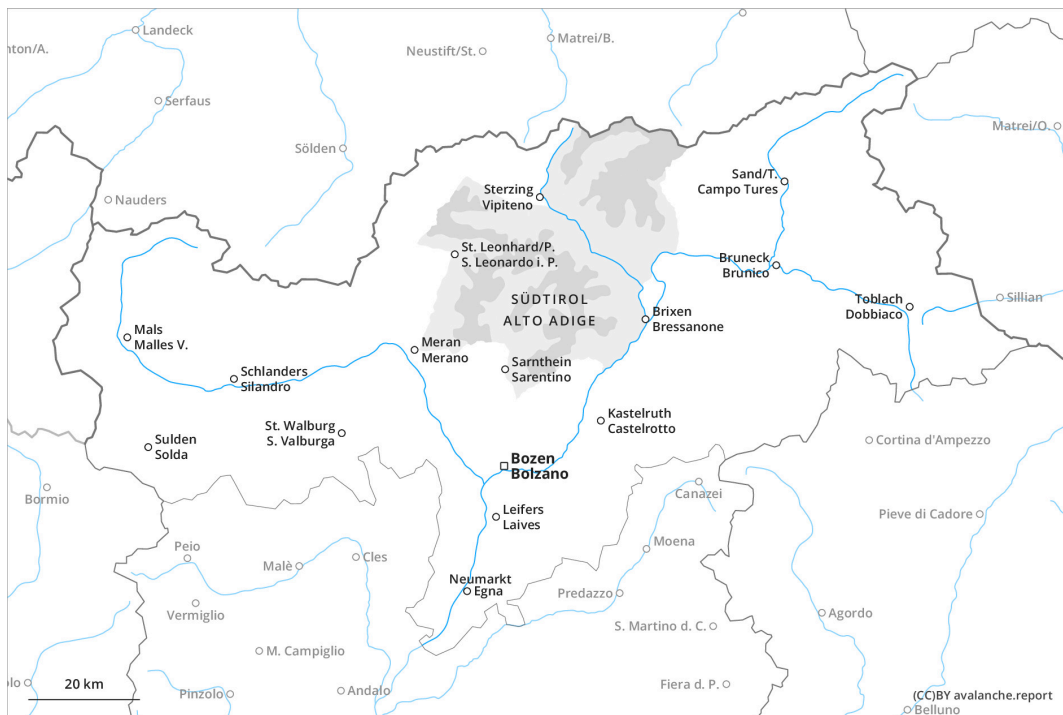 Landeck
nton/A.
Neustift/St.
Matrei/B.
Serfaus
Matrei/O.
Sölden
Sand/T.
Campo Tures
Sterzing
Vipiteno
Nauders
St. Leonhard/P.
S. Leonardo i. P.
Bruneck
Brunico
SÜDTIROL
ALTO ADIGE
Toblach
Dobbiaco
Sillian
Brixen
Bressanone
Mals
Malles V.
Meran
Merano
Sarnthein
Sarentino
Schlanders
Silandro
Kastelruth
Castelrotto
St. Walburg
S. Valburga
Sulden
Solda
Cortina d'Ampezzo
Bozen
Bolzano
Bormio
Canazei
Leifers
Laives
Pieve di Cadore
Peio
Moena
Cles
Malè
Neumarkt
Egna
Predazzo
Vermiglio
Agordo
S. Martino d. C.
M. Campiglio
olo
20 km
Pinzolo
Andalo
Fiera d. P.
(CC)BY avalanche.report
Belluno